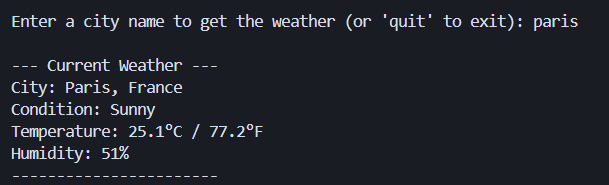 Enter a city name to get the weather (or 'quit' to exit): paris
--- Current Weather ---
City: Paris, France
Condition: Sunny
Temperature: 25.1°C / 77.2°F
Humidity: 51%
-----------------------